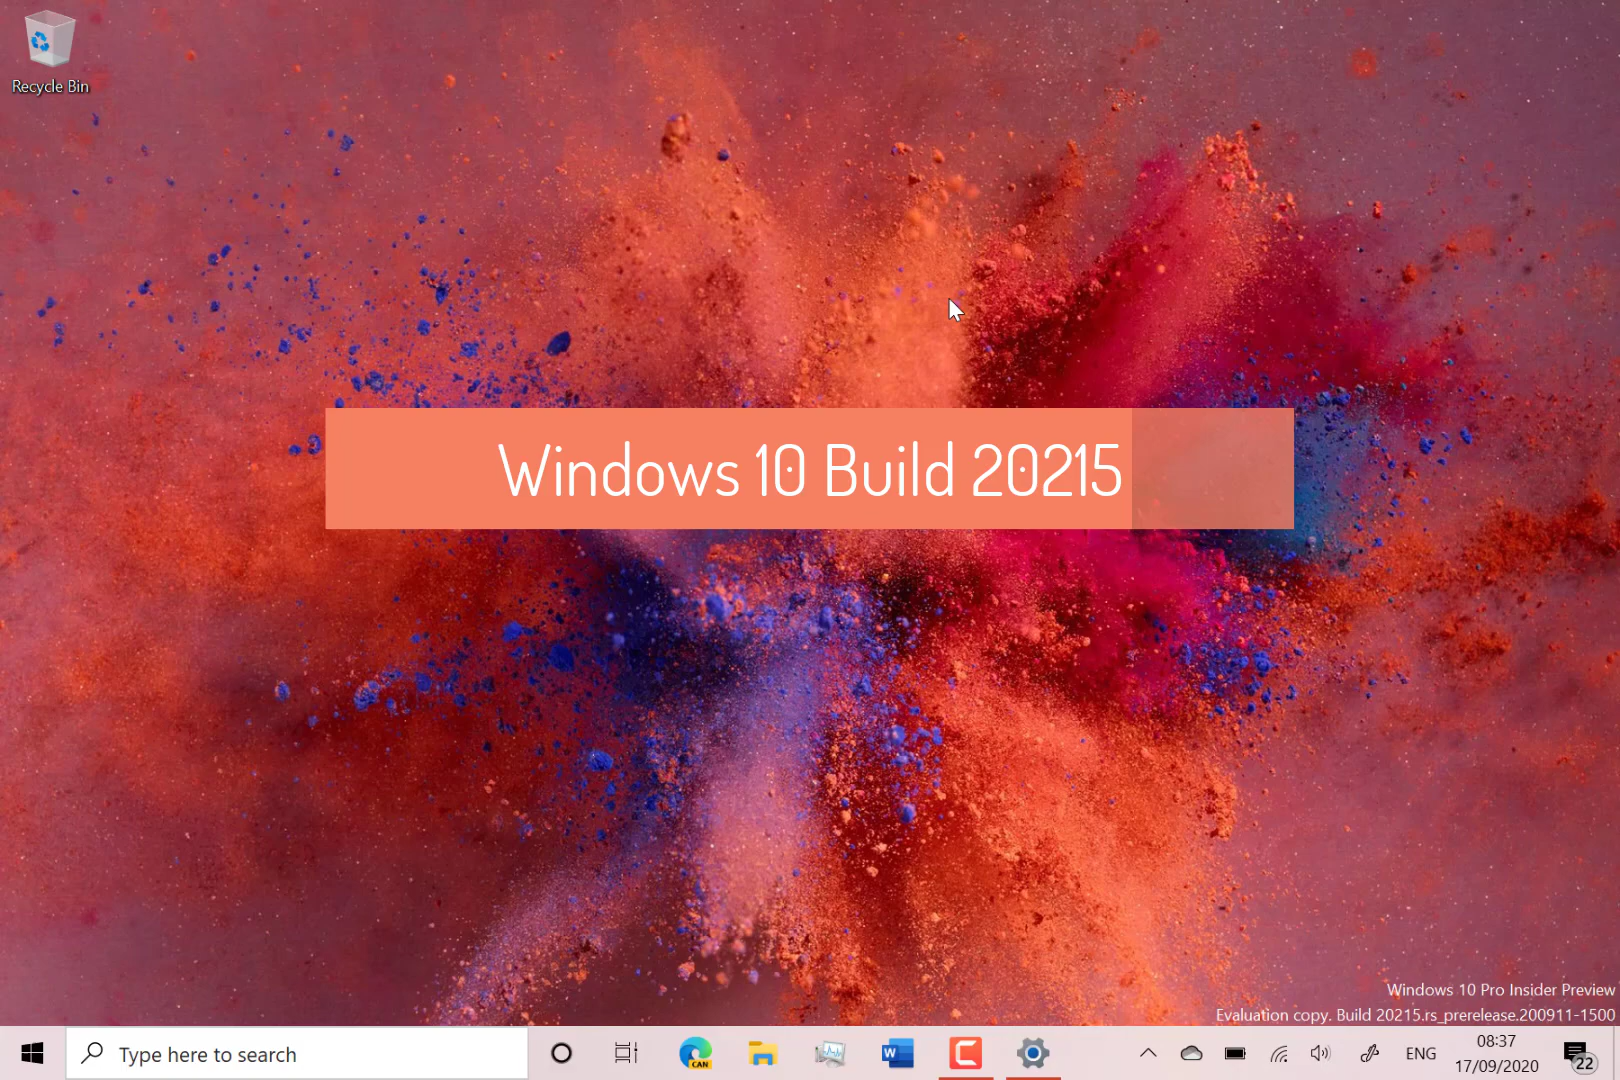 Recycle Bin
Windows 10 Build 20215
Windows 10 Pro Insider Preview
Evaluation copy. Build 20215.rs_prerelease.200911-1500
Type here to search
CAN
W
ENG
08:37
17/09/2020
22